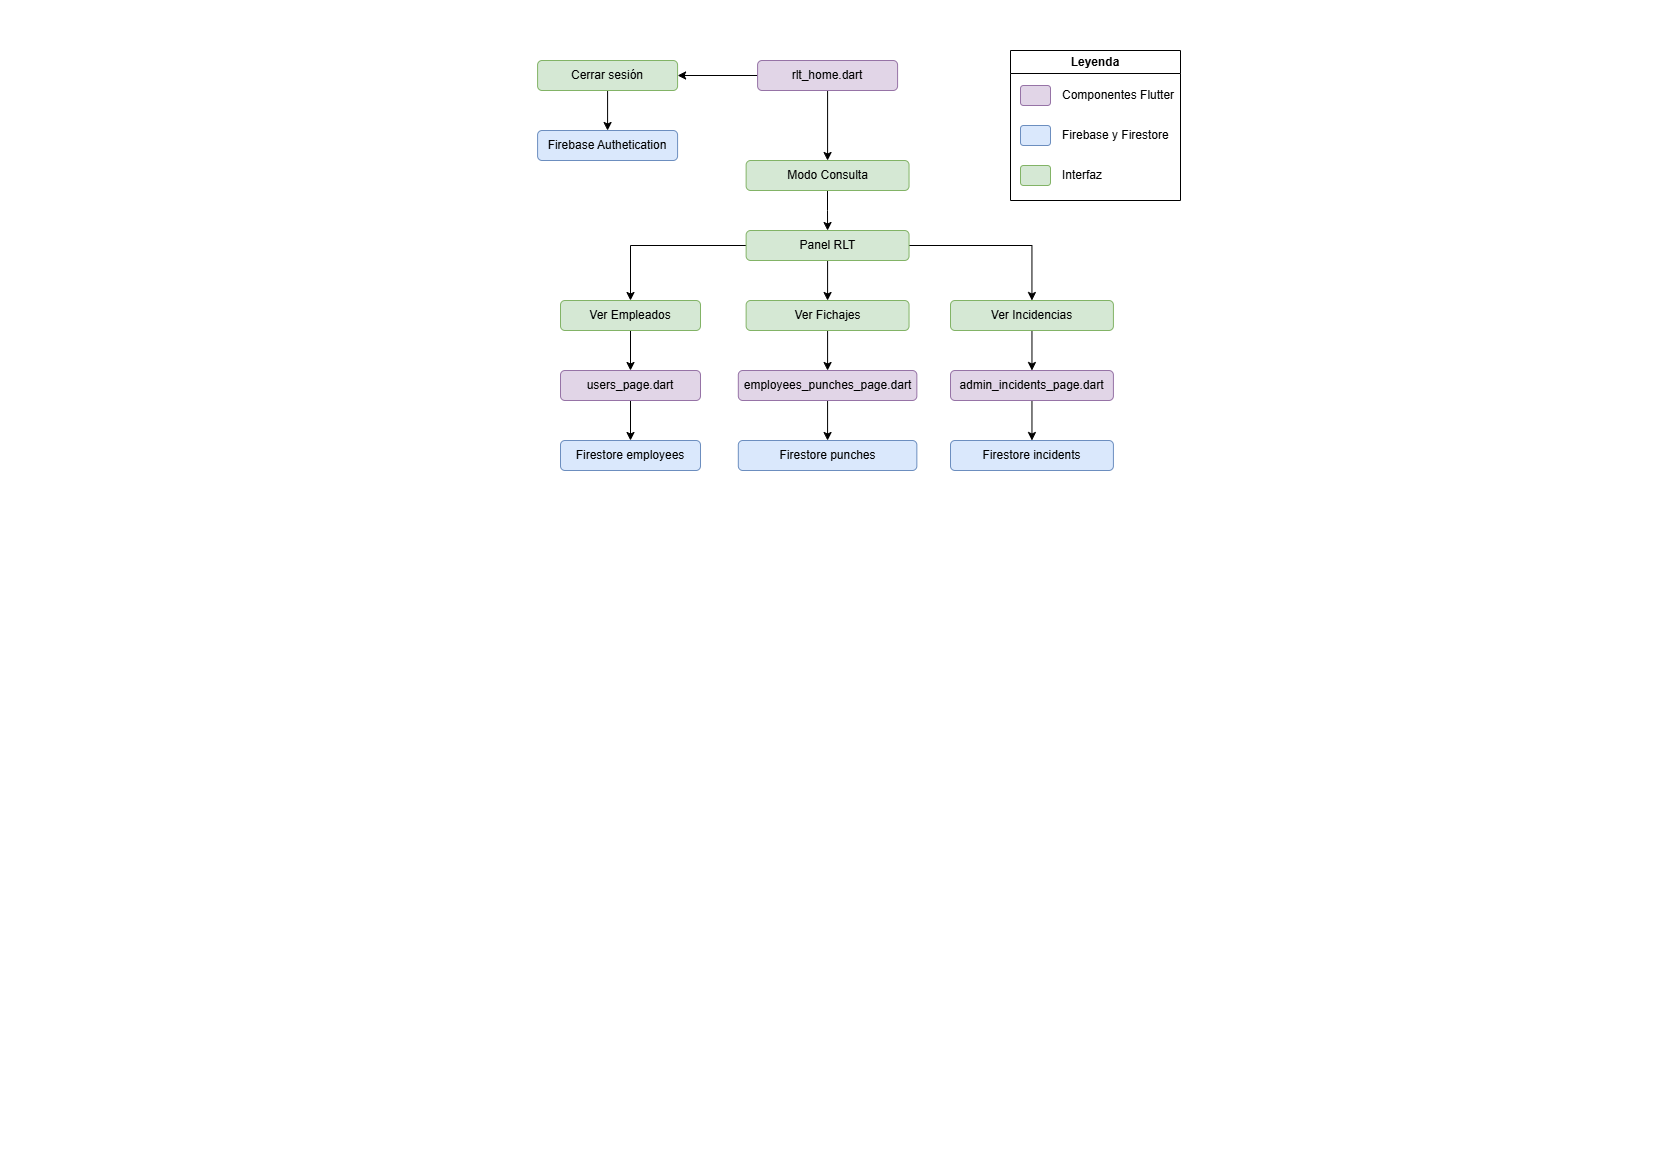 Cerrar sesión
rlt_home.dart
Firebase Authetication
Modo Consulta
Panel RLT
Ver Empleados
Ver Fichajes
Ver Incidencias
users_page.dart
employees_punches_page.dart
admin_incidents_page.dart
Firestore employees
Firestore punches
Firestore incidents
Leyenda
Componentes Flutter
Firebase y Firestore
Interfaz